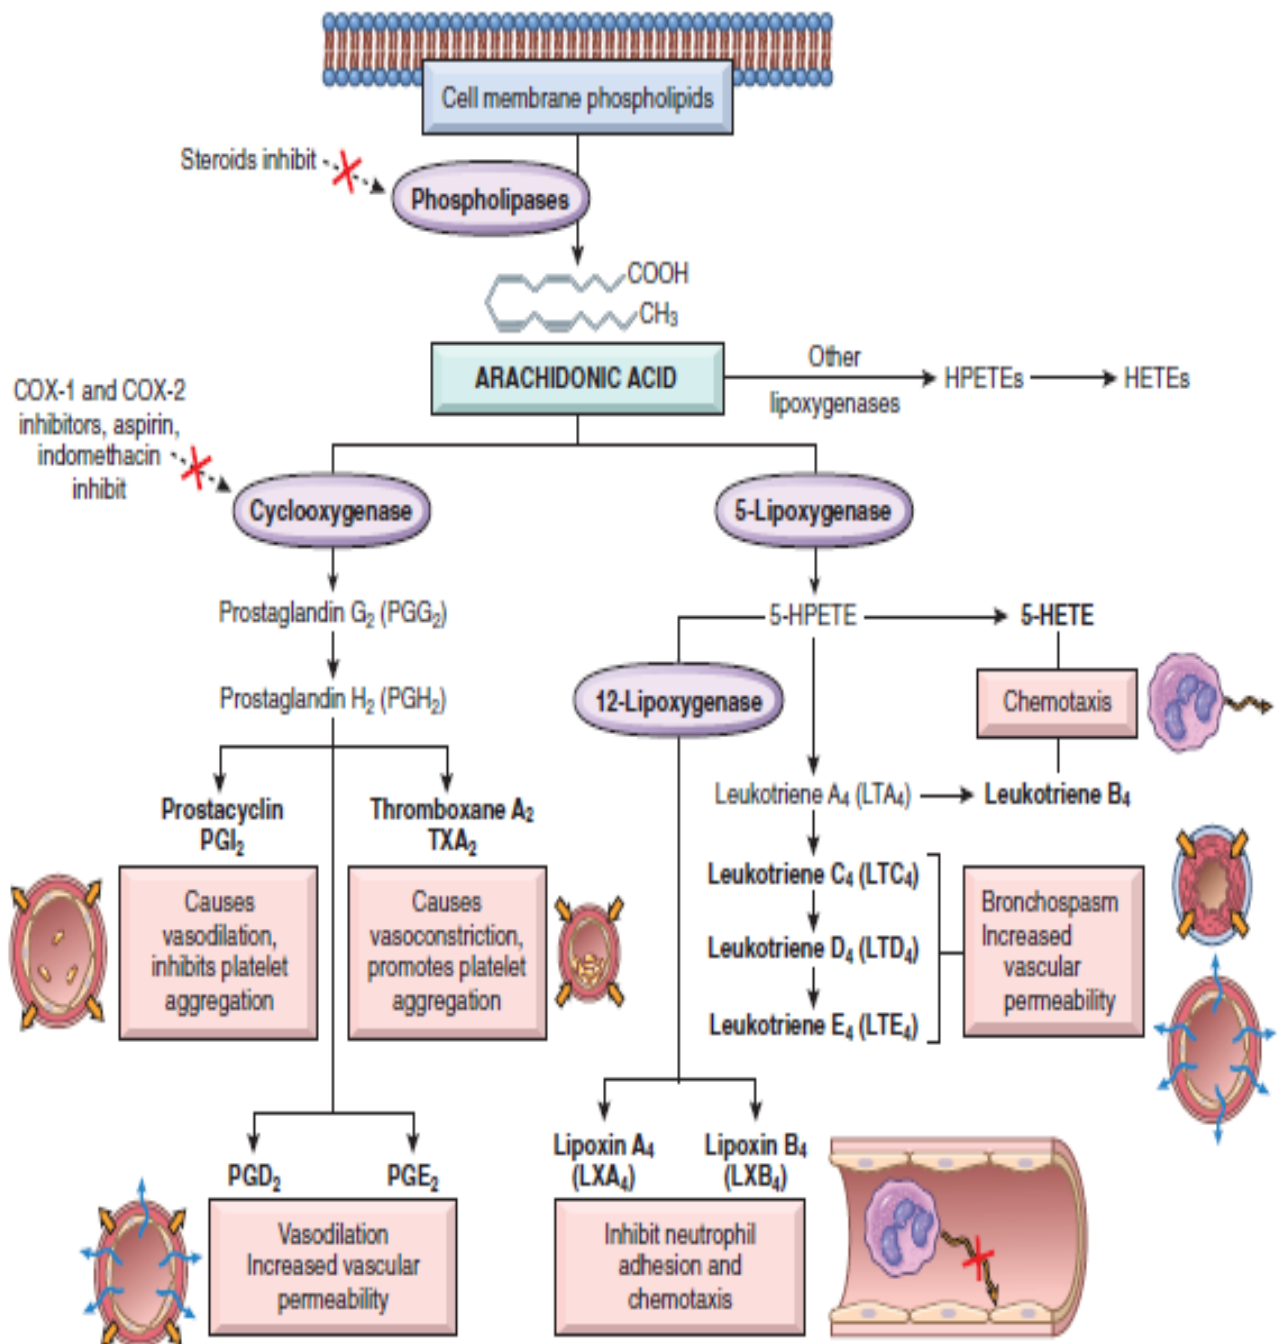 Cell membrane phospholipids
Steroids inhibit
Phospholipases
COOH
CH₃
ARACHIDONIC ACID
Other
lipoxygenases
HPETEs
HETEs
COX-1 and COX-2
inhibitors, aspirin,
indomethacin
inhibit
Cyclooxygenase
5-Lipoxygenase
Prostaglandin G₂ (PGG₂)
5-HPETE
5-HETE
Prostaglandin H₂ (PGH₂)
12-Lipoxygenase
Chemotaxis
Leukotriene A₄ (LTA₄)
Leukotriene B₄
Prostacyclin
PGI₂
Thromboxane A₂
TXA₂
Causes
vasodilation,
inhibits platelet
aggregation
Causes
vasoconstriction,
promotes platelet
aggregation
Leukotriene C₄ (LTC₄)
Leukotriene D₄ (LTD₄)
Leukotriene E₄ (LTE₄)
Bronchospasm
Increased
vascular
permeability
PGD₂
PGE₂
Vasodilation
Increased vascular
permeability
Lipoxin A₄
(LXA₄)
Lipoxin B₄
(LXB₄)
Inhibit neutrophil
adhesion and
chemotaxis